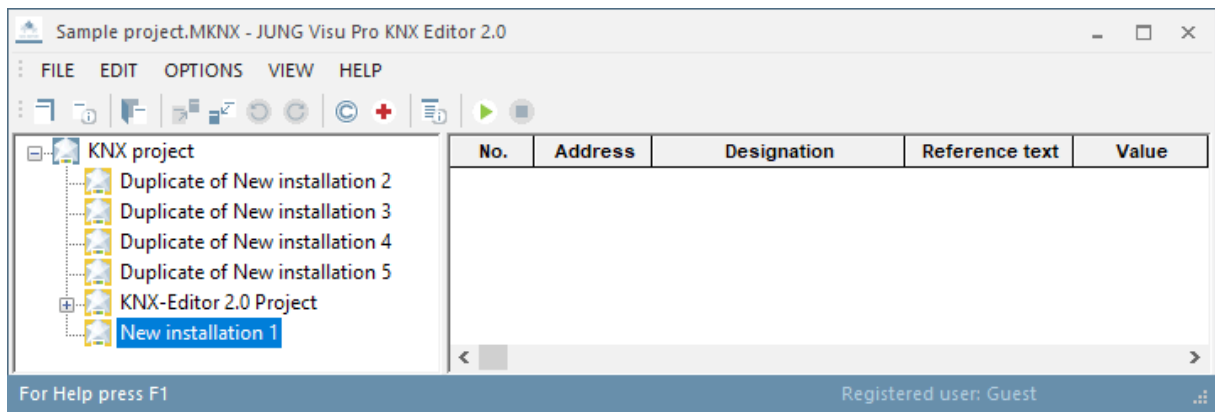 Sample project.MKNX - JUNG Visu Pro KNX Editor 2.0
FILE EDIT OPTIONS VIEW HELP
KNX project
Duplicate of New installation 2
Duplicate of New installation 3
Duplicate of New installation 4
Duplicate of New installation 5
KNX-Editor 2.0 Project
New installation 1
No. Address Designation Reference text Value
For Help press F1 Registered user: Guest